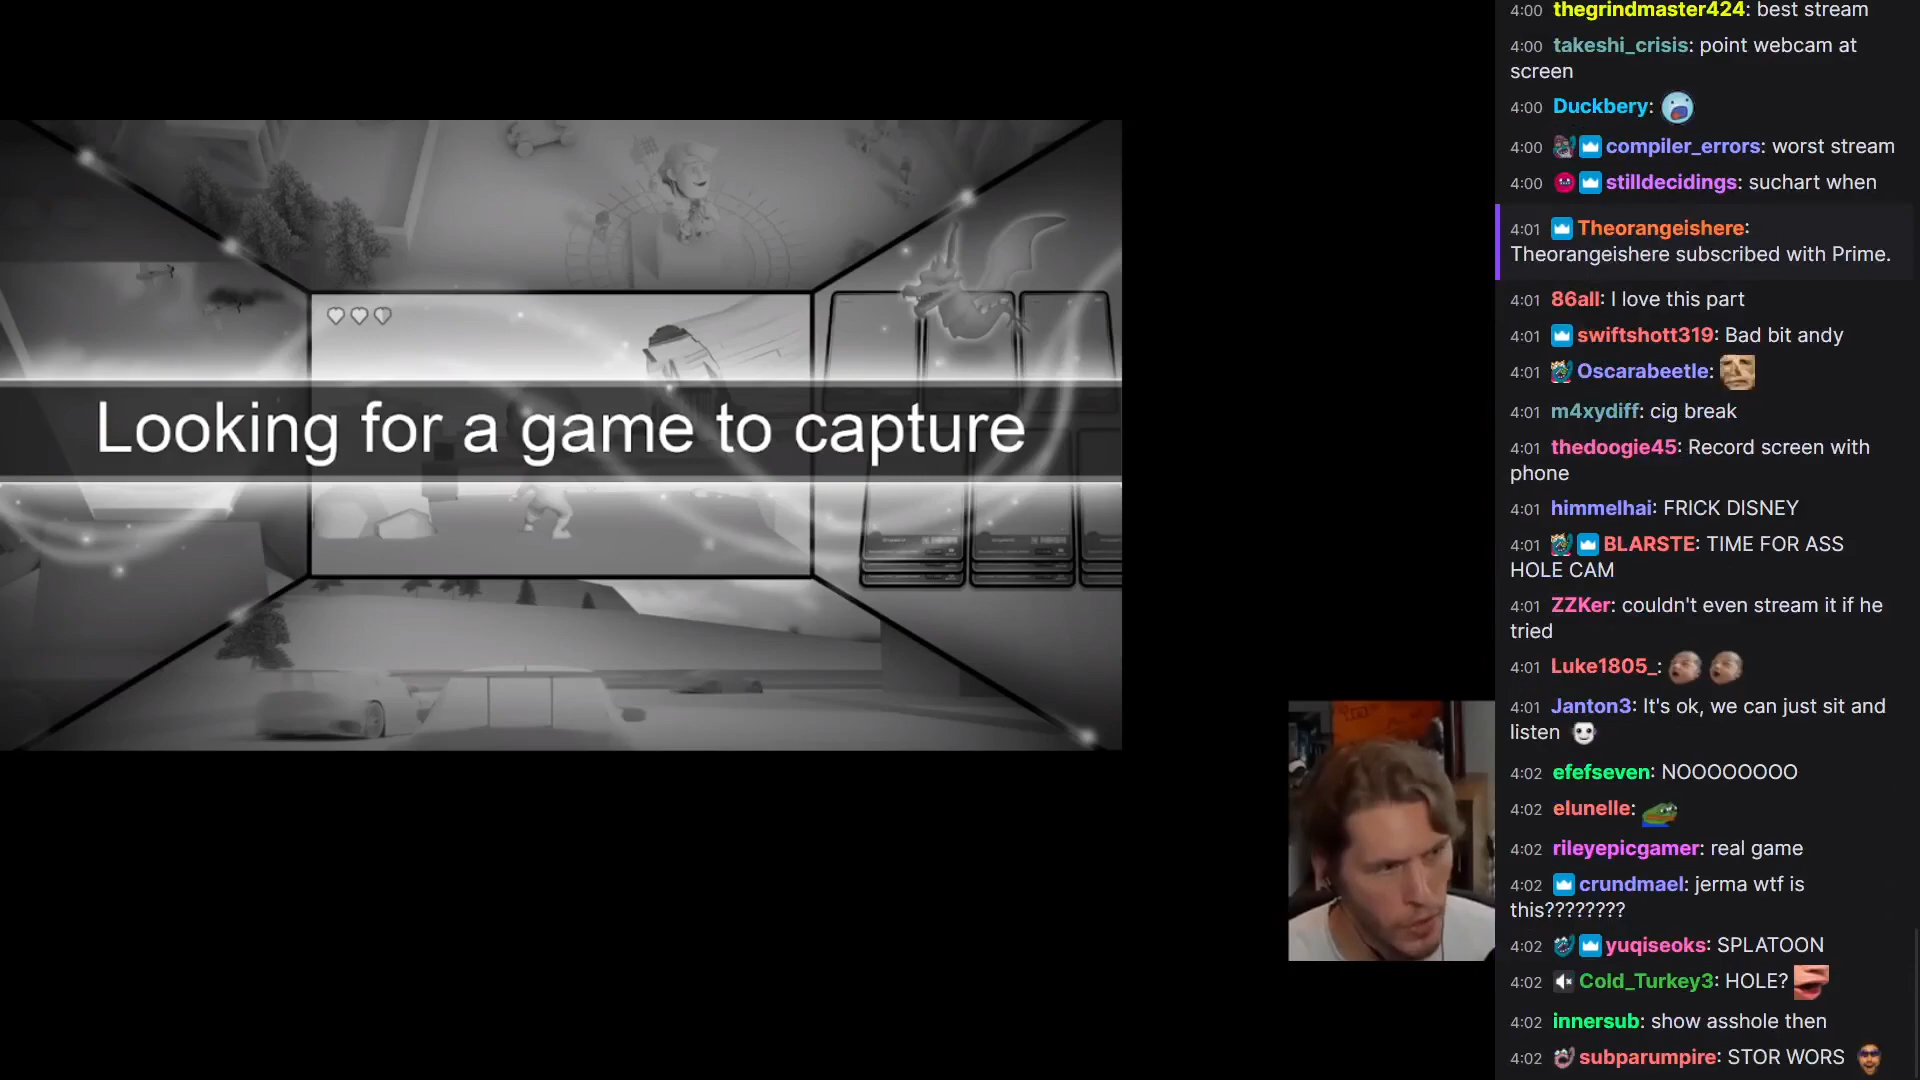 Looking for a game to capture
4:00 thegrindmaster424: best stream
4:00 takeshi_crisis: point webcam at
screen
4:00 Duckbery:
4:00 compiler_errors: worst stream
4:00 stilldecidings: suchart when
4:01 Theorangeishere:
Theorangeishere subscribed with Prime.
4:01 86all: I love this part
4:01 swiftshott319: Bad bit andy
4:01 Oscarabeetle:
4:01 m4xydiff: cig break
4:01 thedoogie45: Record screen with
phone
4:01 himmelhai: FRICK DISNEY
4:01 BLARSTE: TIME FOR ASS
HOLE CAM
4:01 ZZKer: couldn't even stream it if he
tried
4:01 Luke1805_:
4:01 Janton3: It's ok, we can just sit and
listen
4:02 efefseven: NOOOOOOOO
4:02 elunelle:
4:02 rileyepicgamer: real game
4:02 crundmael: jerma wtf is
this????????
4:02 yuqiseoks: SPLATOON
4:02 Cold_Turkey3: HOLE?
4:02 innersub: show asshole then
4:02 subparumpire: STOR WORS